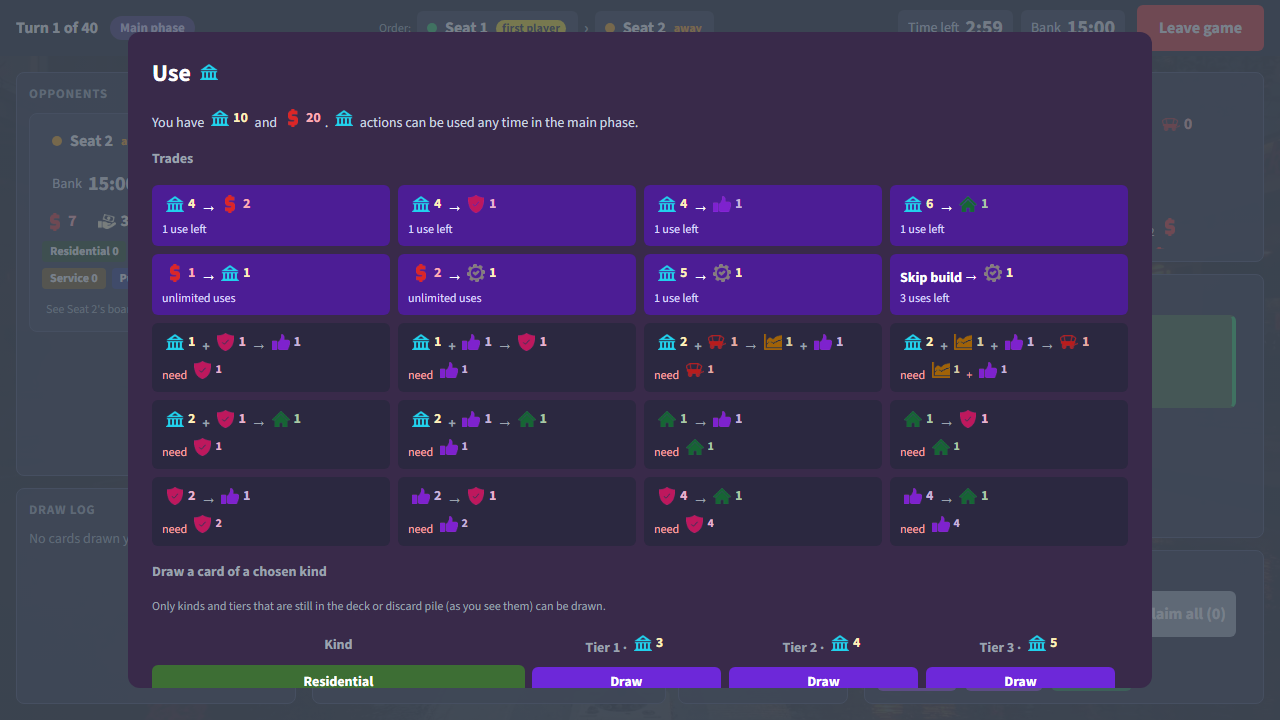 Turn 1 of 40 Main phase Order: Seat 1 first player › Seat 2 away Time left 2:59 Bank 15:00 Leave game
OPPONENTS
Seat 2
Bank 15:00
$ 7
Residential 0
Service 0
See Seat 2's
DRAW LOG
No cards drawn
0
laim all (0)
Use
You have 10 and $ 20 . actions can be used any time in the main phase.
Trades
4 → $ 2
1 use left
4 → 1
1 use left
4 → 1
1 use left
6 → 1
1 use left
$ 1 → 1
unlimited uses
$ 2 → 1
unlimited uses
5 → 1
1 use left
Skip build → 1
3 uses left
1 + 1 → 1
need 1
1 + 1 → 1
need 1
2 + 1 → 1 + 1
need 1
2 + 1 + 1 → 1
need 1 + 1
2 + 1 → 1
need 1
2 + 1 → 1
need 1
1 → 1
need 1
1 → 1
need 1
2 → 1
need 2
2 → 1
need 2
4 → 1
need 4
4 → 1
need 4
Draw a card of a chosen kind
Only kinds and tiers that are still in the deck or discard pile (as you see them) can be drawn.
Kind Tier 1 · 3 Tier 2 · 4 Tier 3 · 5
Residential Draw Draw Draw